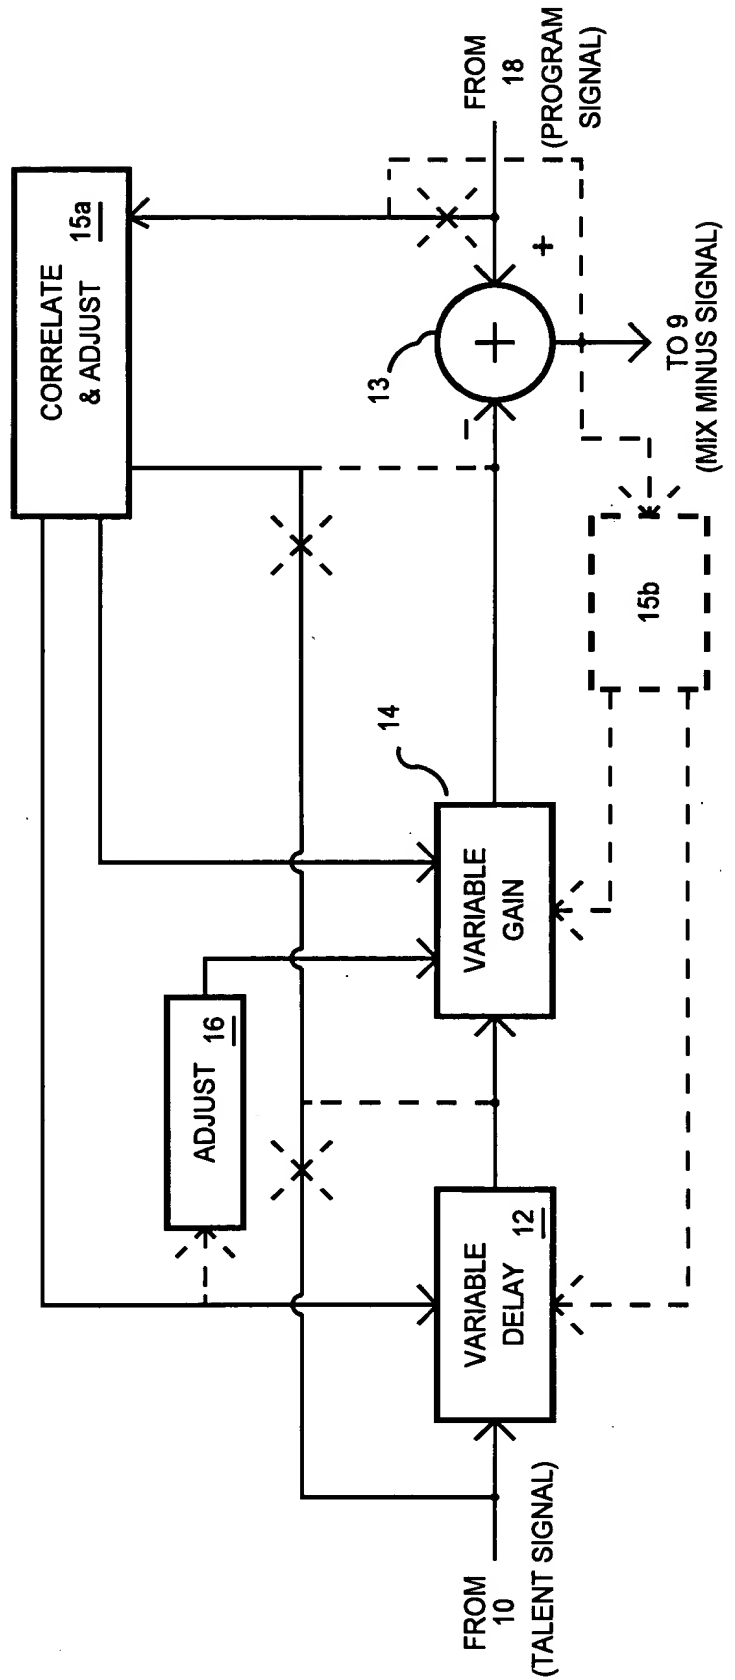 CORRELATE
& ADJUST
15a
ADJUST
16
FROM
10
(TALENT SIGNAL)
VARIABLE
DELAY
12
VARIABLE
GAIN
14
13
+
−
+
FROM
18
(PROGRAM
SIGNAL)
TO 9
(MIX MINUS SIGNAL)
15b